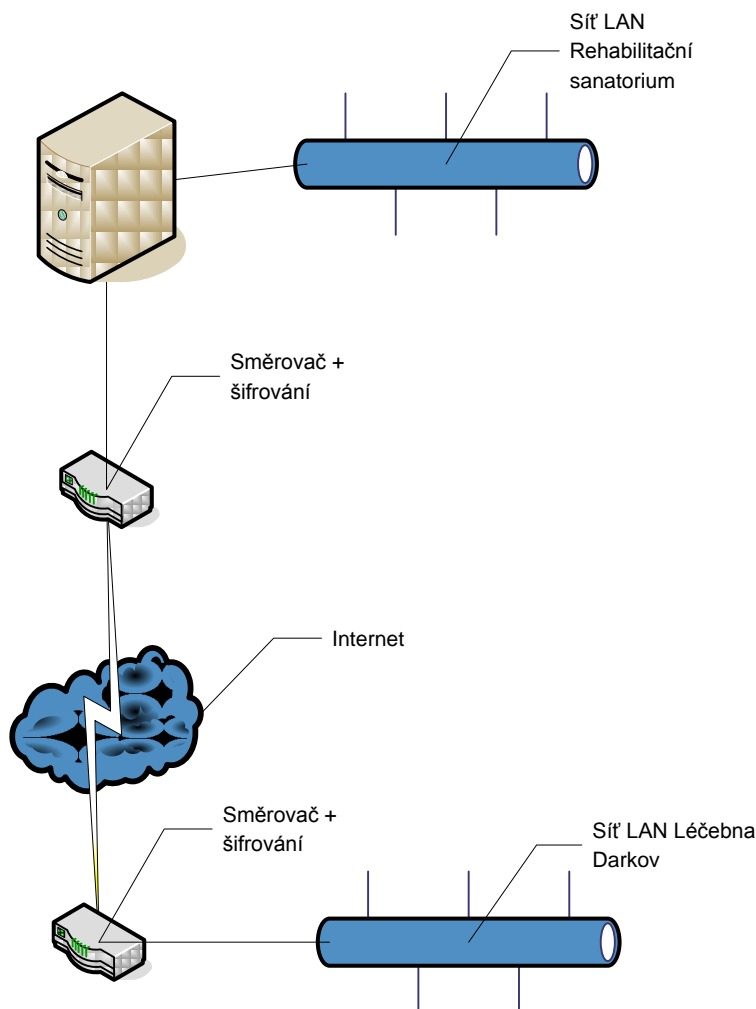 Síť LAN
Rehabilitační
sanatorium
Směrovač +
šifrování
Internet
Směrovač +
šifrování
Síť LAN Léčebna
Darkov